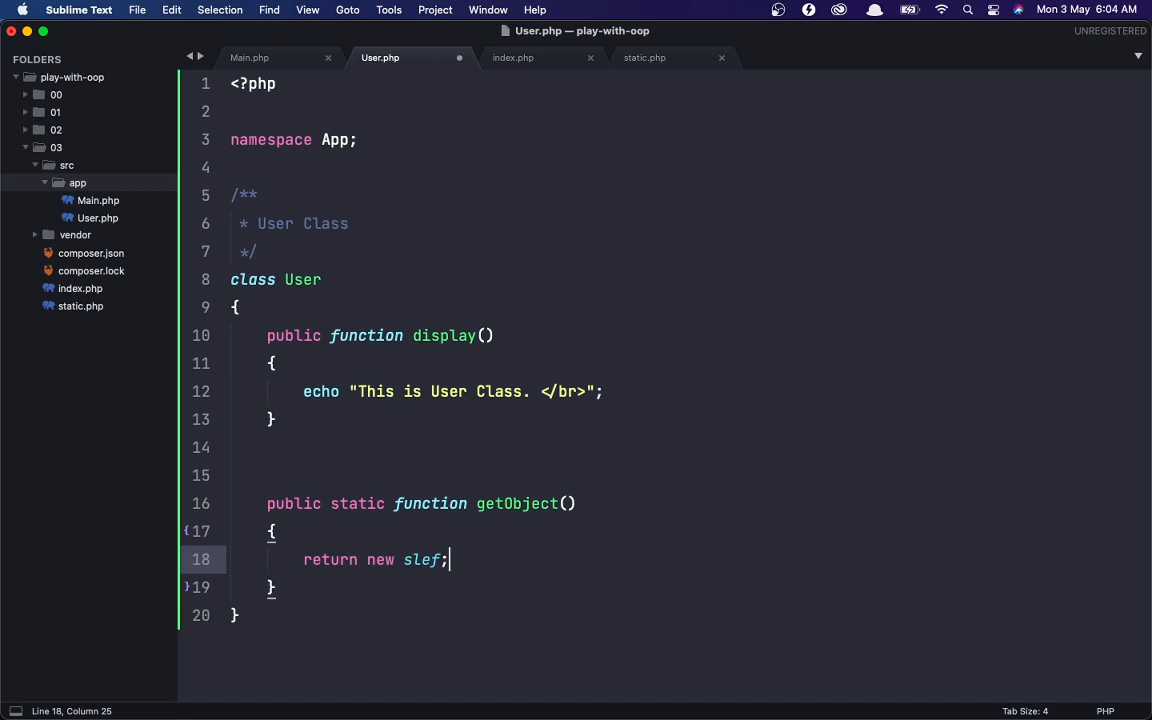 Sublime Text File Edit Selection Find View Goto Tools Project Window Help Mon 3 May 6:04 AM
User.php — play-with-oop UNREGISTERED
FOLDERS
play-with-oop
00
01
02
03
src
app
Main.php
User.php
vendor
composer.json
composer.lock
index.php
static.php
Main.php User.php index.php static.php
1 <?php
2
3 namespace App;
4
5 /**
6 * User Class
7 */
8 class User
9 {
10 public function display()
11 {
12 echo "This is User Class. </br>";
13 }
14
15
16 public static function getObject()
17 {
18 return new slef;
19 }
20 }
Line 18, Column 25 Tab Size: 4 PHP